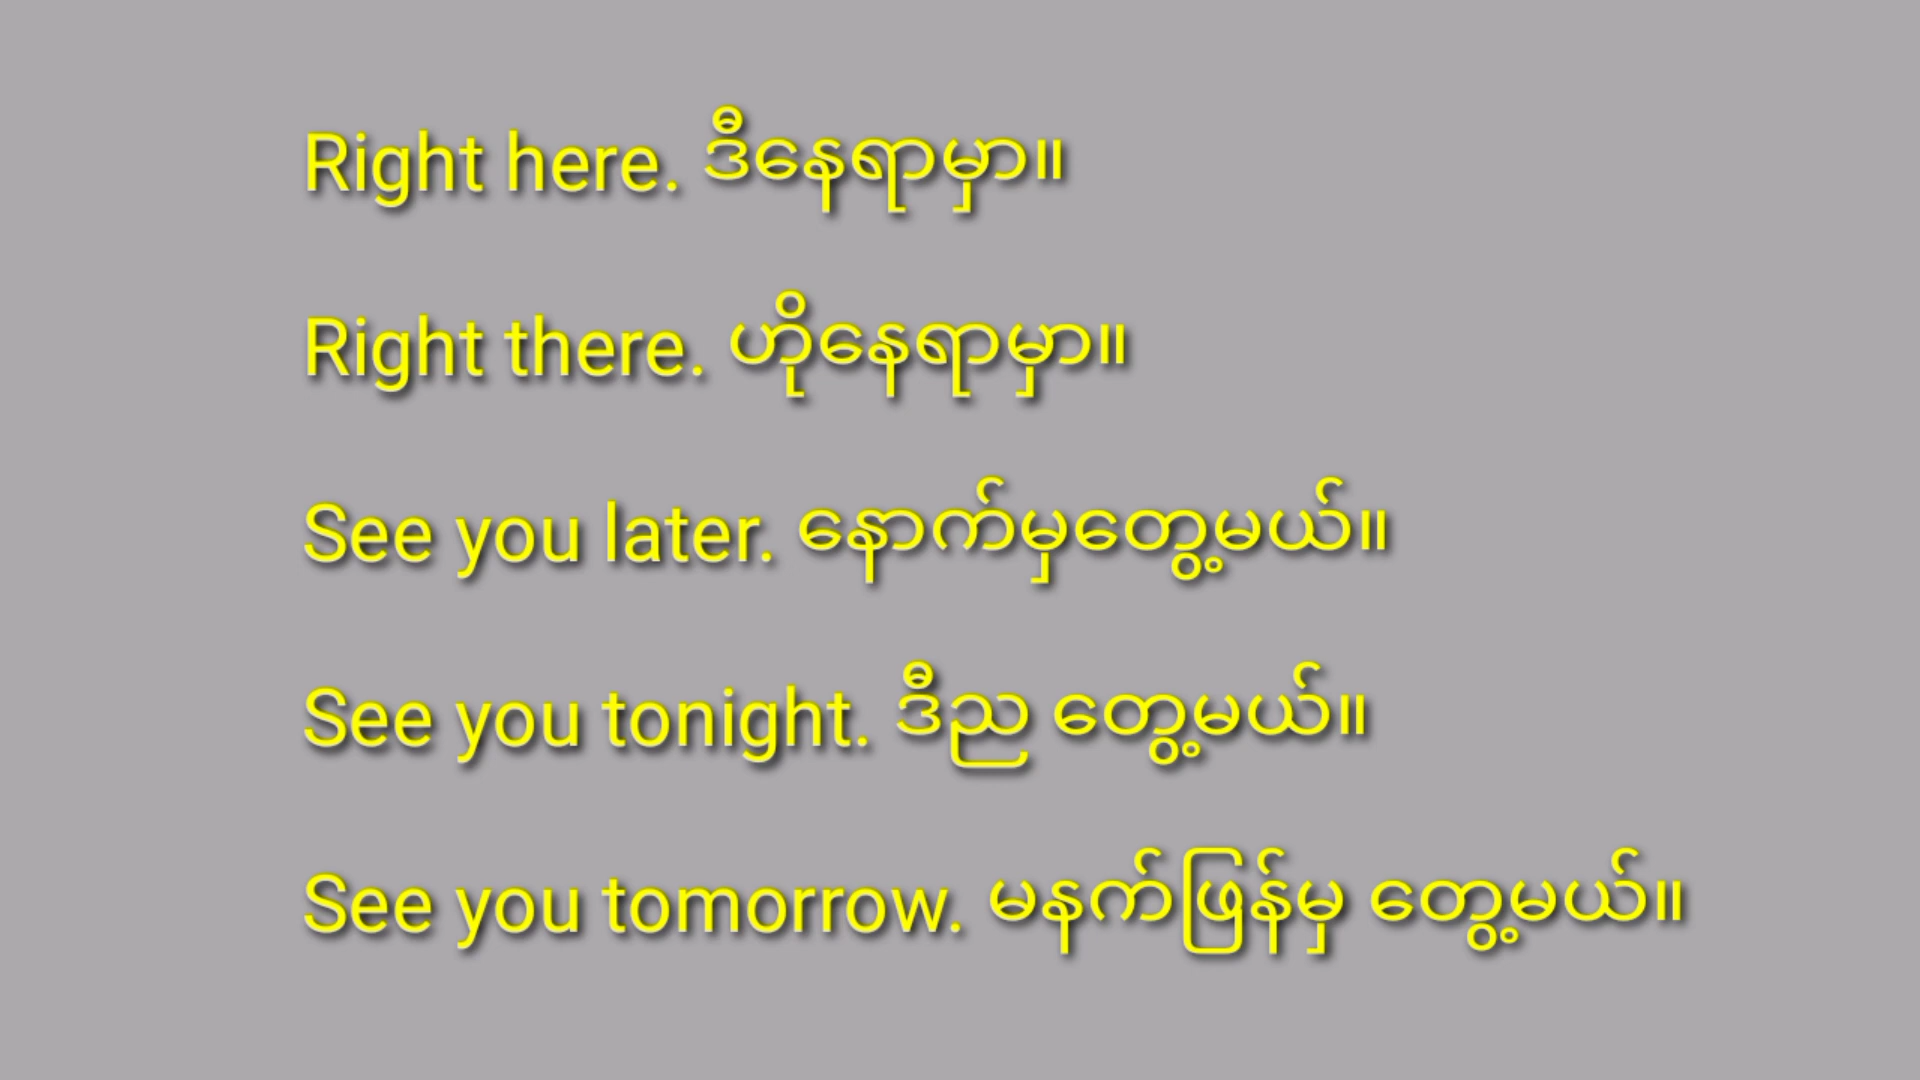 Right here. ဒီနေရာမှာ။
Right there. ဟိုနေရာမှာ။
See you later. နောက်မှတွေ့မယ်။
See you tonight. ဒီည တွေ့မယ်။
See you tomorrow. မနက်ဖြန်မှ တွေ့မယ်။